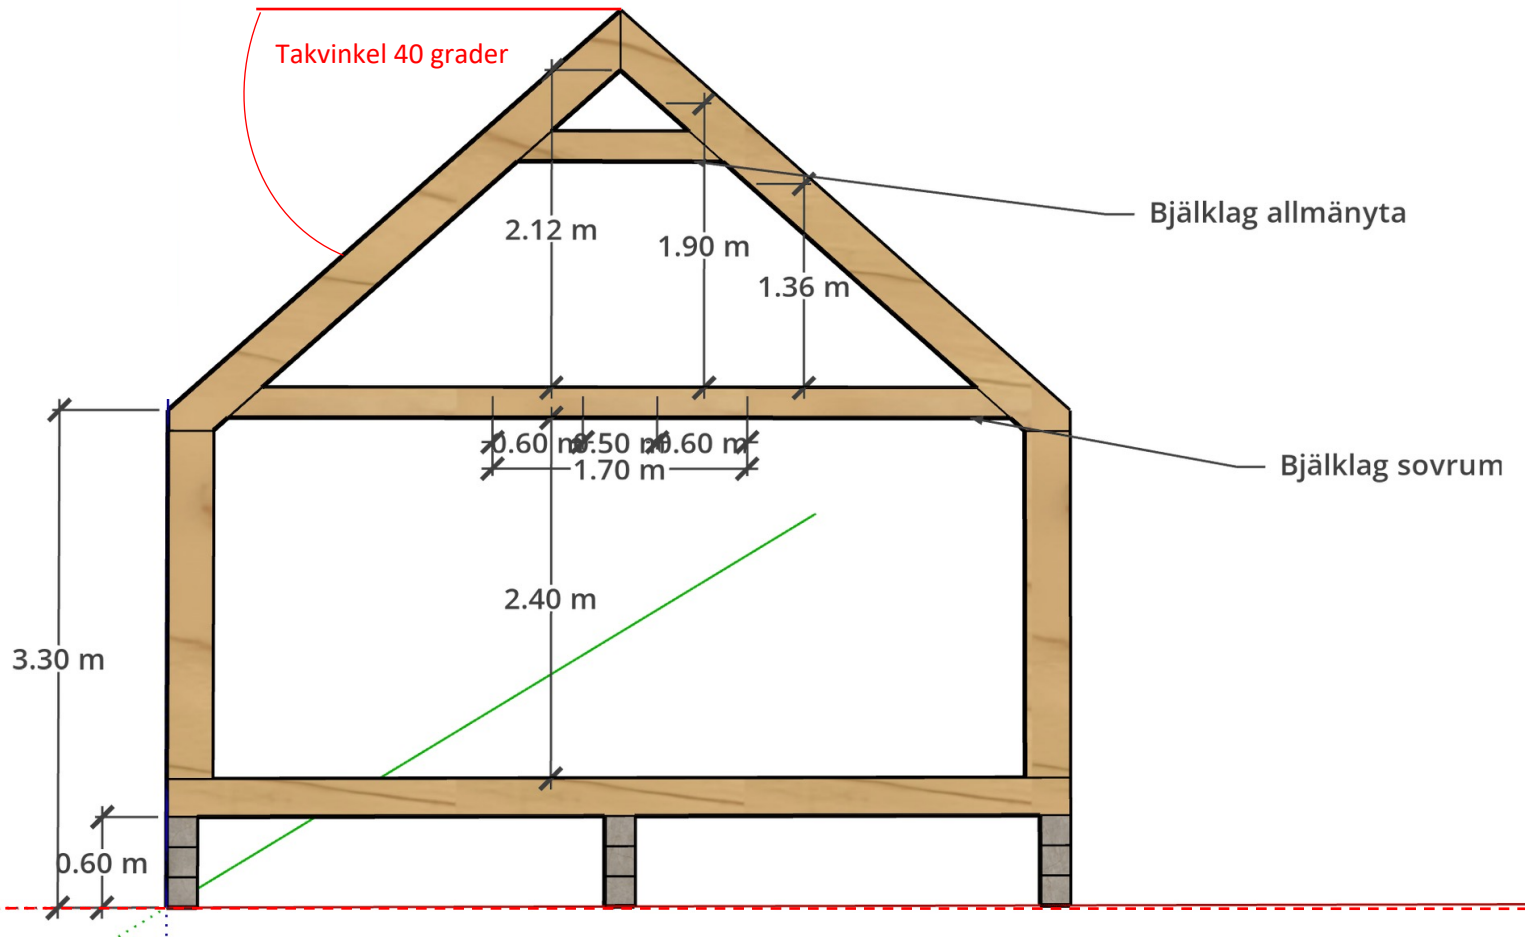 Takvinkel 40 grader
Bjälklag allmänyta
2.12 m
1.90 m
1.36 m
0.60 m
0.50 m
0.60 m
1.70 m
Bjälklag sovrum
2.40 m
3.30 m
0.60 m